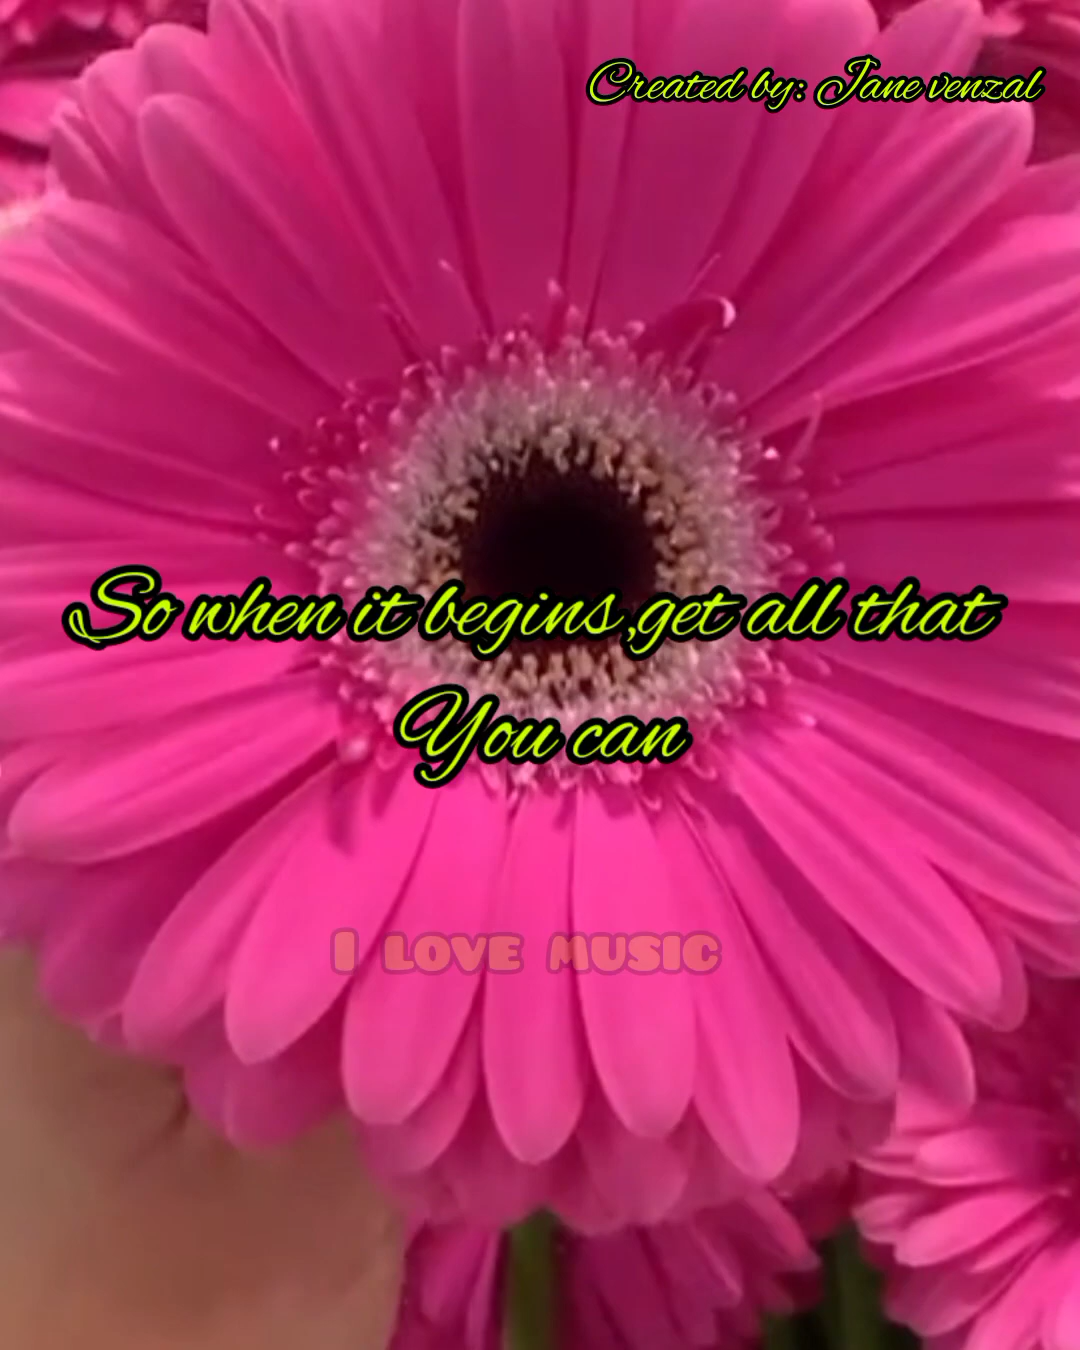 Created by: Jane venzal
So when it begins,get all that
You can
I LOVE MUSIC